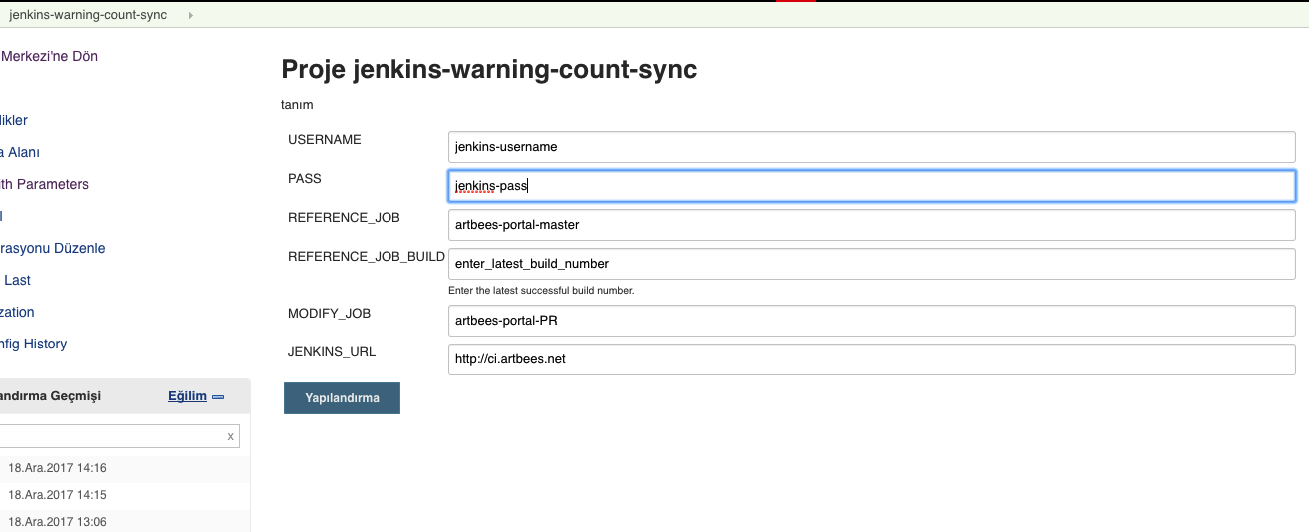 jenkins-warning-count-sync
Merkezi'ne Dön
likler
a Alanı
ith Parameters
l
rasyonu Düzenle
Last
zation
nfig History
andırma Geçmişi Eğilim
x
18.Ara.2017 14:16
18.Ara.2017 14:15
18.Ara.2017 13:06
Proje jenkins-warning-count-sync
tanım
USERNAME jenkins-username
PASS jenkins-pass
REFERENCE_JOB artbees-portal-master
REFERENCE_JOB_BUILD enter_latest_build_number
Enter the latest successful build number.
MODIFY_JOB artbees-portal-PR
JENKINS_URL http://ci.artbees.net
Yapılandırma